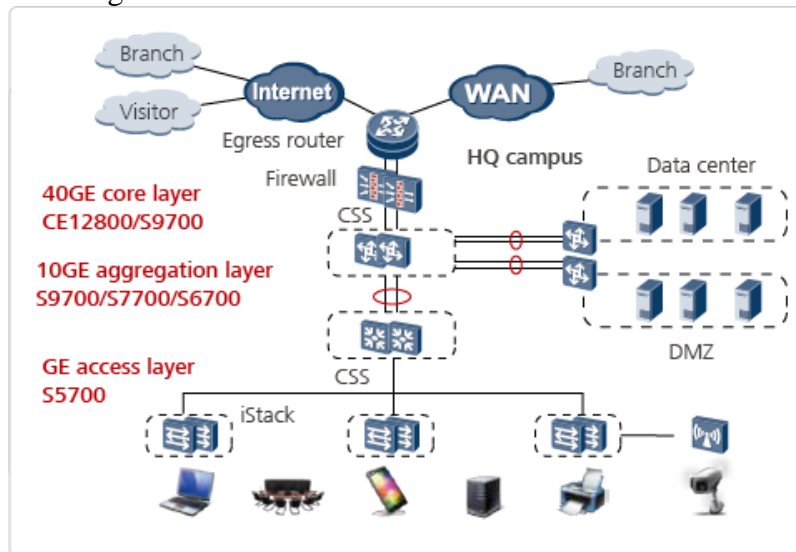 Branch
Internet
WAN
Branch
Visitor
Egress router
HQ campus
Data center
Firewall
40GE core layer
CE12800/S9700
CSS
10GE aggregation layer
S9700/S7700/S6700
DMZ
GE access layer
S5700
CSS
iStack